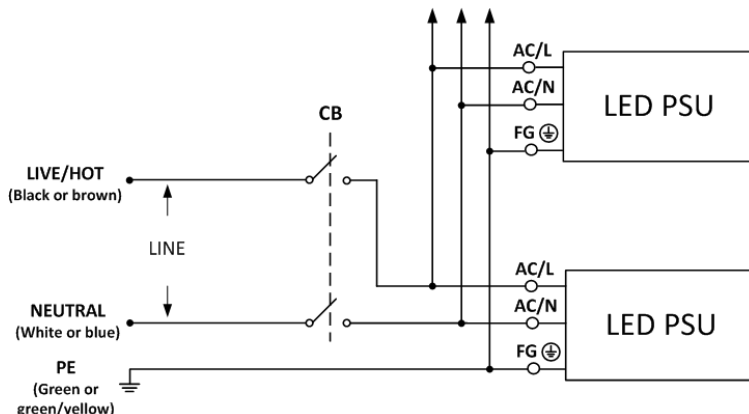 AC/L
AC/N
LED PSU
FG
CB
LIVE/HOT
(Black or brown)
LINE
AC/L
NEUTRAL
(White or blue)
AC/N
LED PSU
PE
FG
(Green or
green/yellow)